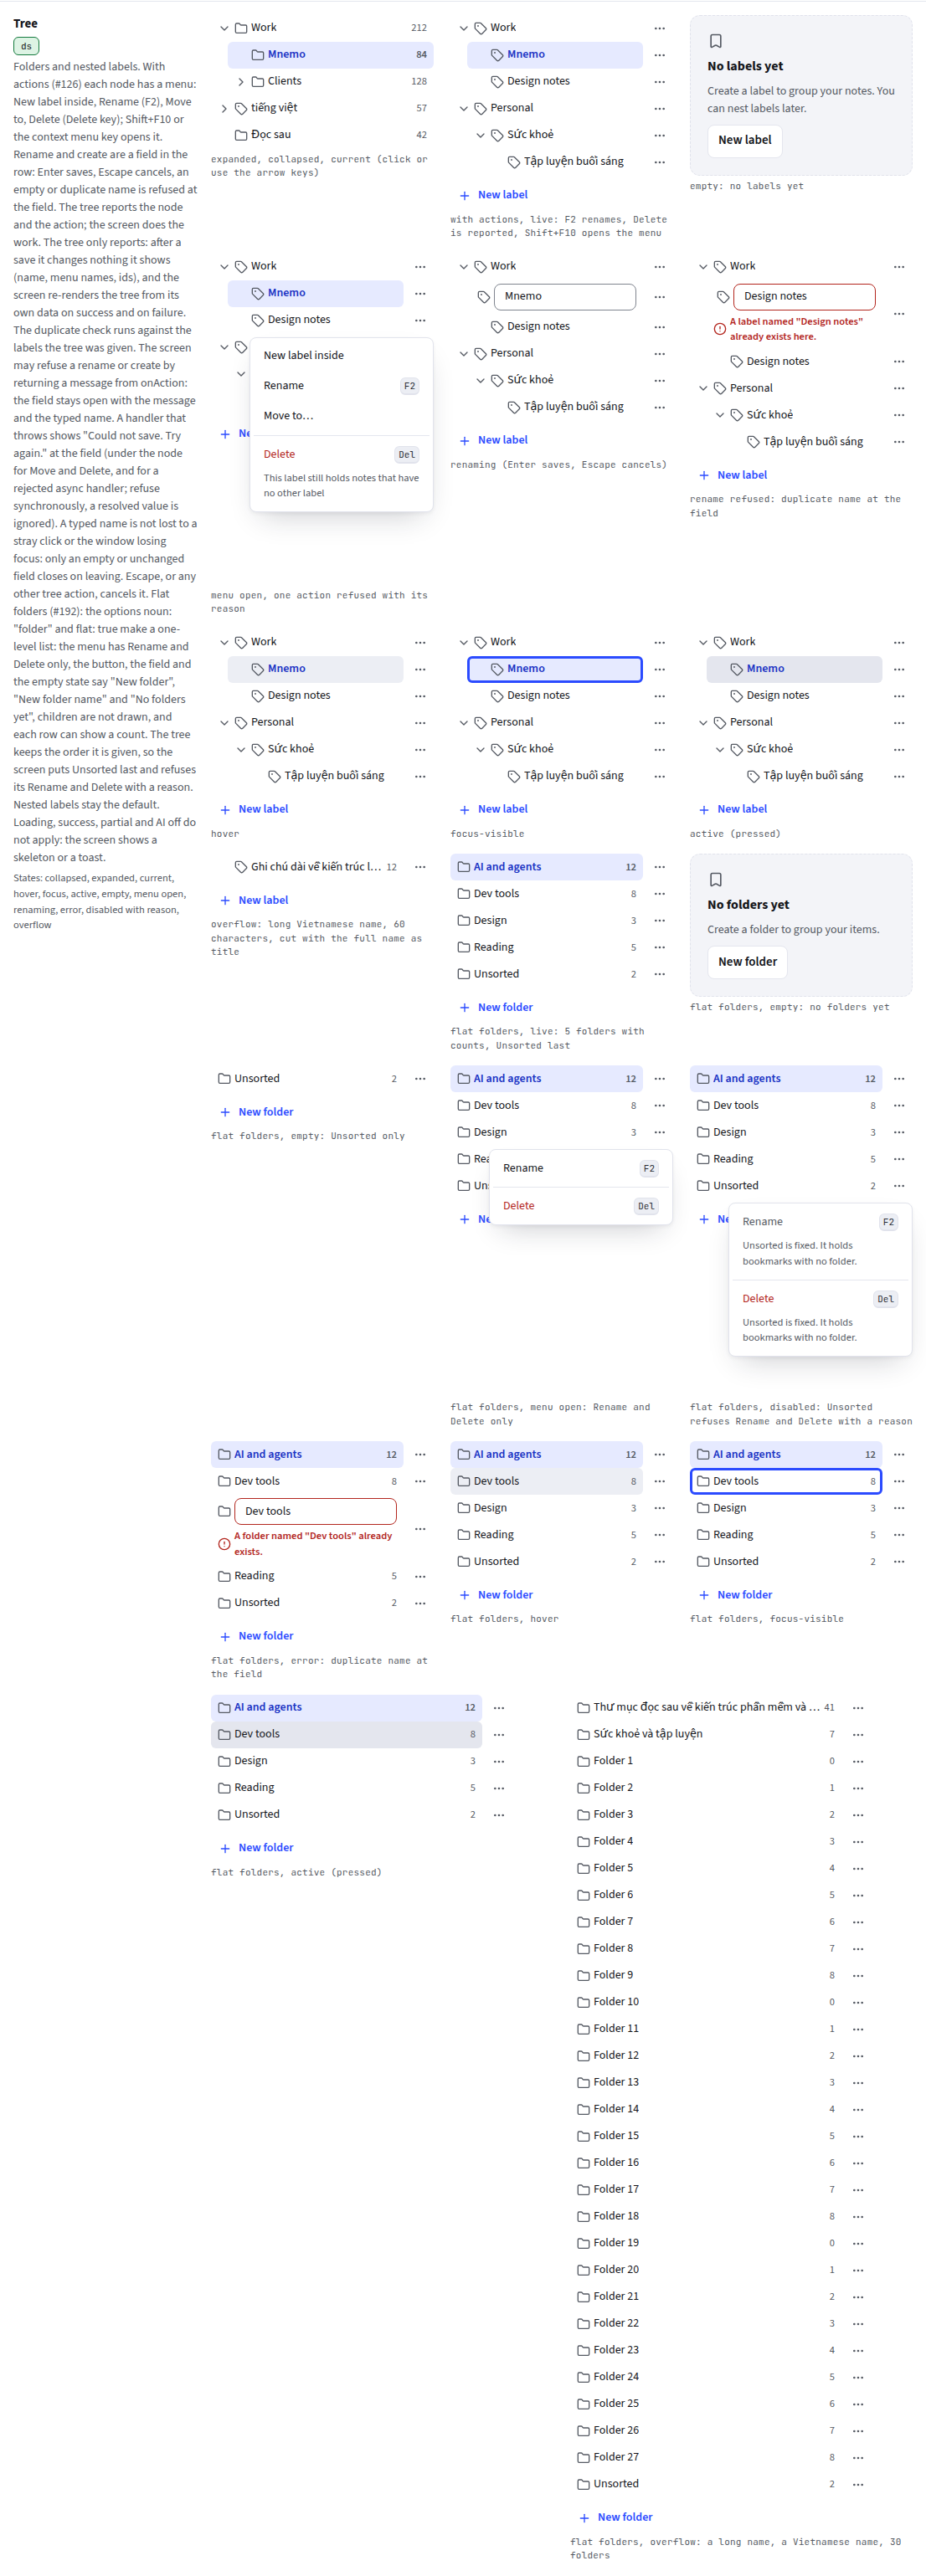 Tree
ds
Folders and nested labels. With
actions (#126) each node has a menu:
New label inside, Rename (F2), Move
to, Delete (Delete key); Shift+F10 or
the context menu key opens it.
Rename and create are a field in the
row: Enter saves, Escape cancels, an
empty or duplicate name is refused at
the field. The tree reports the node
and the action; the screen does the
work. The tree only reports: after a
save it changes nothing it shows
(name, menu names, ids), and the
screen re-renders the tree from its
own data on success and on failure.
The duplicate check runs against the
labels the tree was given. The screen
may refuse a rename or create by
returning a message from onAction:
the field stays open with the message
and the typed name. A handler that
throws shows "Could not save. Try
again." at the field (under the node
for Move and Delete, and for a
rejected async handler; refuse
synchronously, a resolved value is
ignored). A typed name is not lost to a
stray click or the window losing
focus: only an empty or unchanged
field closes on leaving. Escape, or any
other tree action, cancels it. Flat
folders (#192): the options noun:
"folder" and flat: true make a one-
level list: the menu has Rename and
Delete only, the button, the field and
the empty state say "New folder",
"New folder name" and "No folders
yet", children are not drawn, and
each row can show a count. The tree
keeps the order it is given, so the
screen puts Unsorted last and refuses
its Rename and Delete with a reason.
Nested labels stay the default.
Loading, success, partial and AI off do
not apply: the screen shows a
skeleton or a toast.
States: collapsed, expanded, current,
hover, focus, active, empty, menu open,
renaming, error, disabled with reason,
overflow
Work 212
Mnemo 84
Clients 128
tiếng việt 57
Đọc sau 42
expanded, collapsed, current (click or
use the arrow keys)
Work
Mnemo
Design notes
Personal
Sức khoẻ
Tập luyện buổi sáng
New label
with actions, live: F2 renames, Delete
is reported, Shift+F10 opens the menu
No labels yet
Create a label to group your notes. You
can nest labels later.
New label
empty: no labels yet
Work
Mnemo
Design notes
New label inside
Rename F2
Move to…
Delete Del
This label still holds notes that have
no other label
Ne
menu open, one action refused with its
reason
Work
Mnemo
Design notes
Personal
Sức khoẻ
Tập luyện buổi sáng
New label
renaming (Enter saves, Escape cancels)
Work
Design notes
A label named "Design notes"
already exists here.
Design notes
Personal
Sức khoẻ
Tập luyện buổi sáng
New label
rename refused: duplicate name at the
field
Work
Mnemo
Design notes
Personal
Sức khoẻ
Tập luyện buổi sáng
New label
hover
Work
Mnemo
Design notes
Personal
Sức khoẻ
Tập luyện buổi sáng
New label
focus-visible
Work
Mnemo
Design notes
Personal
Sức khoẻ
Tập luyện buổi sáng
New label
active (pressed)
Ghi chú dài về kiến trúc l… 12
New label
overflow: long Vietnamese name, 60
characters, cut with the full name as
title
AI and agents 12
Dev tools 8
Design 3
Reading 5
Unsorted 2
New folder
flat folders, live: 5 folders with
counts, Unsorted last
No folders yet
Create a folder to group your items.
New folder
flat folders, empty: no folders yet
Unsorted 2
New folder
flat folders, empty: Unsorted only
AI and agents 12
Dev tools 8
Design 3
Rea
Un
Ne
Rename F2
Delete Del
flat folders, menu open: Rename and
Delete only
AI and agents 12
Dev tools 8
Design 3
Reading 5
Unsorted 2
Ne
Rename F2
Unsorted is fixed. It holds
bookmarks with no folder.
Delete Del
Unsorted is fixed. It holds
bookmarks with no folder.
flat folders, disabled: Unsorted
refuses Rename and Delete with a reason
AI and agents 12
Dev tools 8
Dev tools
A folder named "Dev tools" already
exists.
Reading 5
Unsorted 2
New folder
flat folders, error: duplicate name at
the field
AI and agents 12
Dev tools 8
Design 3
Reading 5
Unsorted 2
New folder
flat folders, hover
AI and agents 12
Dev tools 8
Design 3
Reading 5
Unsorted 2
New folder
flat folders, focus-visible
AI and agents 12
Dev tools 8
Design 3
Reading 5
Unsorted 2
New folder
flat folders, active (pressed)
Thư mục đọc sau về kiến trúc phần mềm và … 41
Sức khoẻ và tập luyện 7
Folder 1 0
Folder 2 1
Folder 3 2
Folder 4 3
Folder 5 4
Folder 6 5
Folder 7 6
Folder 8 7
Folder 9 8
Folder 10 0
Folder 11 1
Folder 12 2
Folder 13 3
Folder 14 4
Folder 15 5
Folder 16 6
Folder 17 7
Folder 18 8
Folder 19 0
Folder 20 1
Folder 21 2
Folder 22 3
Folder 23 4
Folder 24 5
Folder 25 6
Folder 26 7
Folder 27 8
Unsorted 2
New folder
flat folders, overflow: a long name, a Vietnamese name, 30
folders